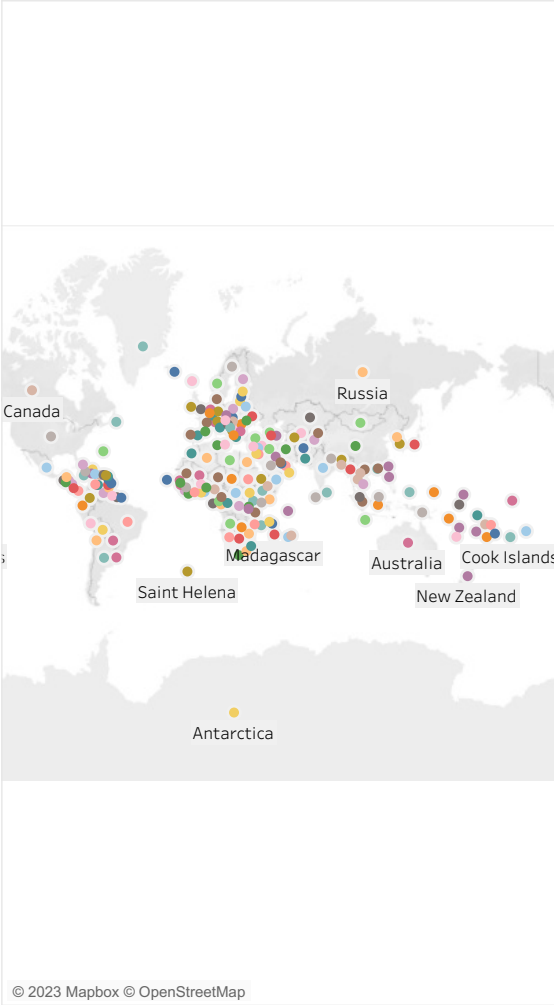 Russia
Canada
Madagascar
Australia
Cook Islands
s
Saint Helena
New Zealand
Antarctica
© 2023 Mapbox © OpenStreetMap